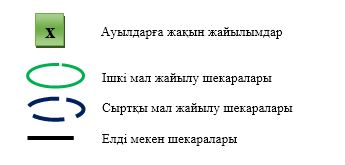 х Ауылдарға жақын жайылымдар
Ішкі мал жайылу шекаралары
Сыртқы мал жайылу шекаралары
Елді мекен шекаралары